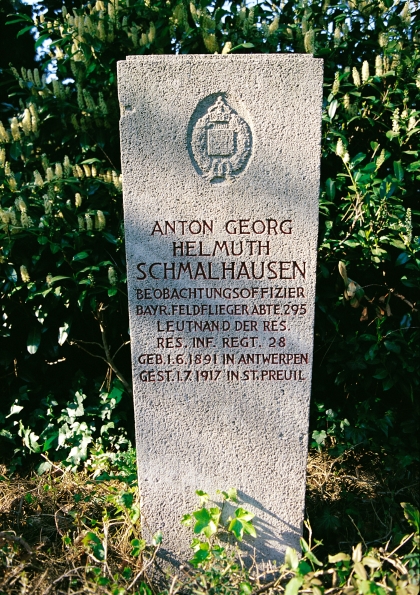 ANTON GEORG
HELMUTH
SCHMALHAUSEN
BEOBACHTUNGSOFFIZIER
BAYR. FELDFLIEGER ABTE. 295
LEUTNAND DER RES.
RES. INF. REGT. 28
GEB. 1.6. 1891 IN ANTWERPEN
GEST. 1.7. 1917 IN ST. PREUIL